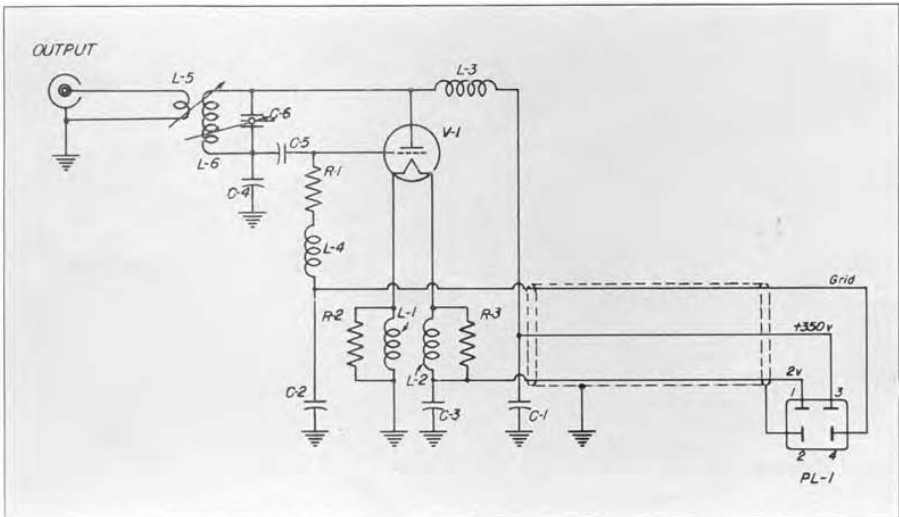 OUTPUT
L-5
L-3
C-6
V-1
C-5
L-6
R-1
C-4
L-4
Grid
R-2
L-1
R-3
+350v
L-2
2v
C-2
C-3
C-1
1
3
2
4
PL-1